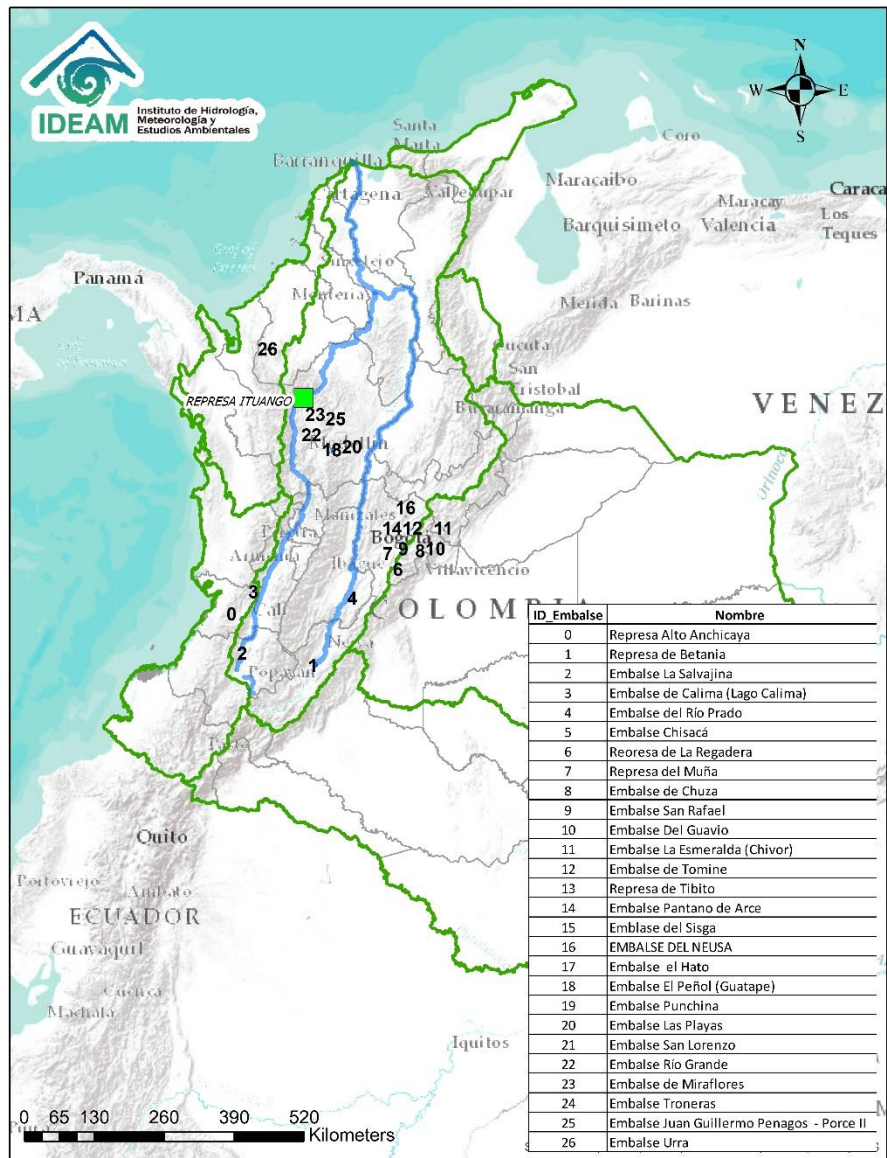 IDEAM
Instituto de Hidrología,
Meteorología y
Estudios Ambientales
N
W E
S
Santa
Marta
Barranquilla
Cartagena
Valledupar
Coro
Maracaibo
Caraca
Maracay
Barquisimeto
Valencia
Los
Teques
Panamá
Sincelejo
Montería
Merida
Barinas
MA
26
Cucuta
San
Cristobal
Bucaramanga
REPRESA ITUANGO
VENEZ
23
25
22
Medellín
18
20
Orinoco
16
Manizales
14
12
11
Bogotá
Pereira
7
9
8
10
Armenia
Ibague
6
Villavicencio
3
0
Cali
4
COLOMBIA
Neiva
2
1
Popayan
Pasto
Quito
Portoviejo
Ambato
ECUADOR
Guayaquil
Cuenca
Machala
Iquitos
Piura
ID_Embalse Nombre
0 Represa Alto Anchicaya
1 Represa de Betania
2 Embalse La Salvajina
3 Embalse de Calima (Lago Calima)
4 Embalse del Río Prado
5 Embalse Chisacá
6 Reoresa de La Regadera
7 Represa del Muña
8 Embalse de Chuza
9 Embalse San Rafael
10 Embalse Del Guavio
11 Embalse La Esmeralda (Chivor)
12 Embalse de Tomine
13 Represa de Tibito
14 Embalse Pantano de Arce
15 Emblase del Sisga
16 EMBALSE DEL NEUSA
17 Embalse el Hato
18 Embalse El Peñol (Guatape)
19 Embalse Punchina
20 Embalse Las Playas
21 Embalse San Lorenzo
22 Embalse Río Grande
23 Embalse de Miraflores
24 Embalse Troneras
25 Embalse Juan Guillermo Penagos - Porce II
26 Embalse Urra
0 65 130 260 390 520
Kilometers